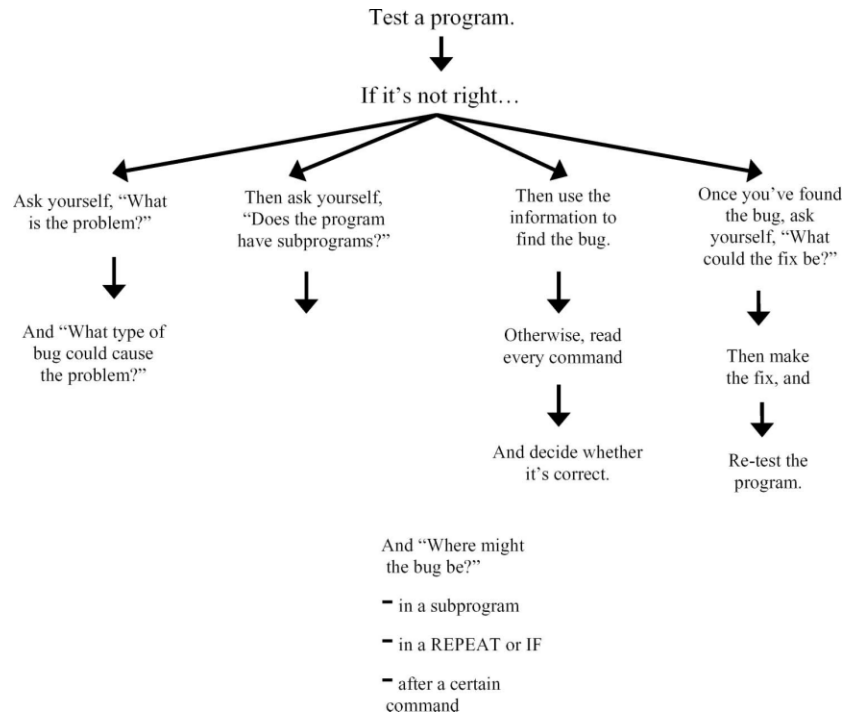 Test a program.
If it's not right…
Ask yourself, “What
is the problem?”
And “What type of
bug could cause
the problem?”
Then ask yourself,
“Does the program
have subprograms?”
Then use the
information to
find the bug.
Otherwise, read
every command
And decide whether
it's correct.
Once you've found
the bug, ask
yourself, “What
could the fix be?”
Then make
the fix, and
Re-test the
program.
And “Where might
the bug be?”
- in a subprogram
- in a REPEAT or IF
- after a certain
command